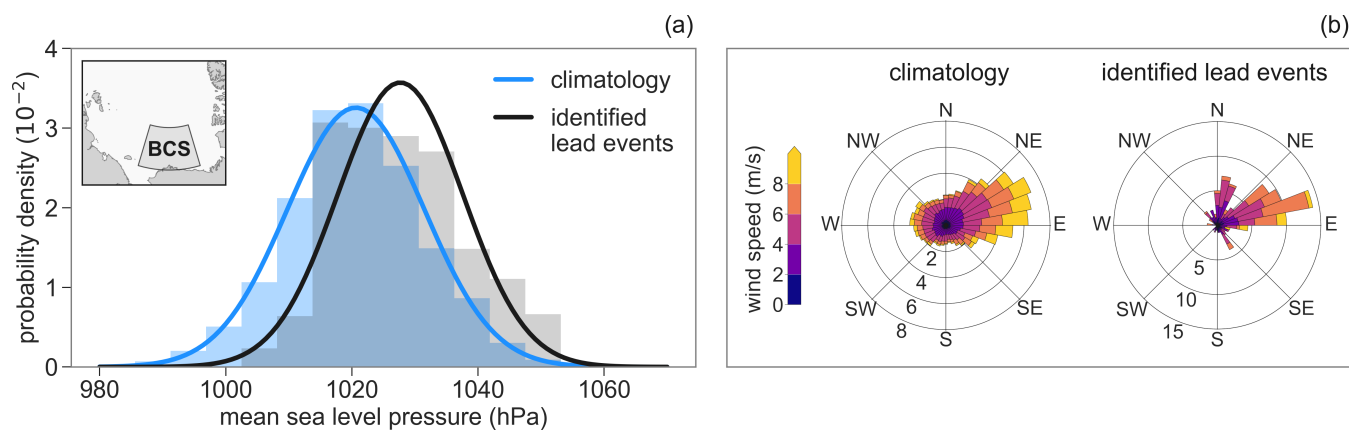 (a)
4
3
2
1
0
probability density (10⁻²)
BCS
climatology
identified
lead events
980
1000
1020
1040
1060
mean sea level pressure (hPa)
(b)
wind speed (m/s)
8
6
4
2
0
climatology
N
NE
E
SE
S
SW
W
NW
2
4
6
8
identified lead events
N
NE
E
SE
S
SW
W
NW
5
10
15